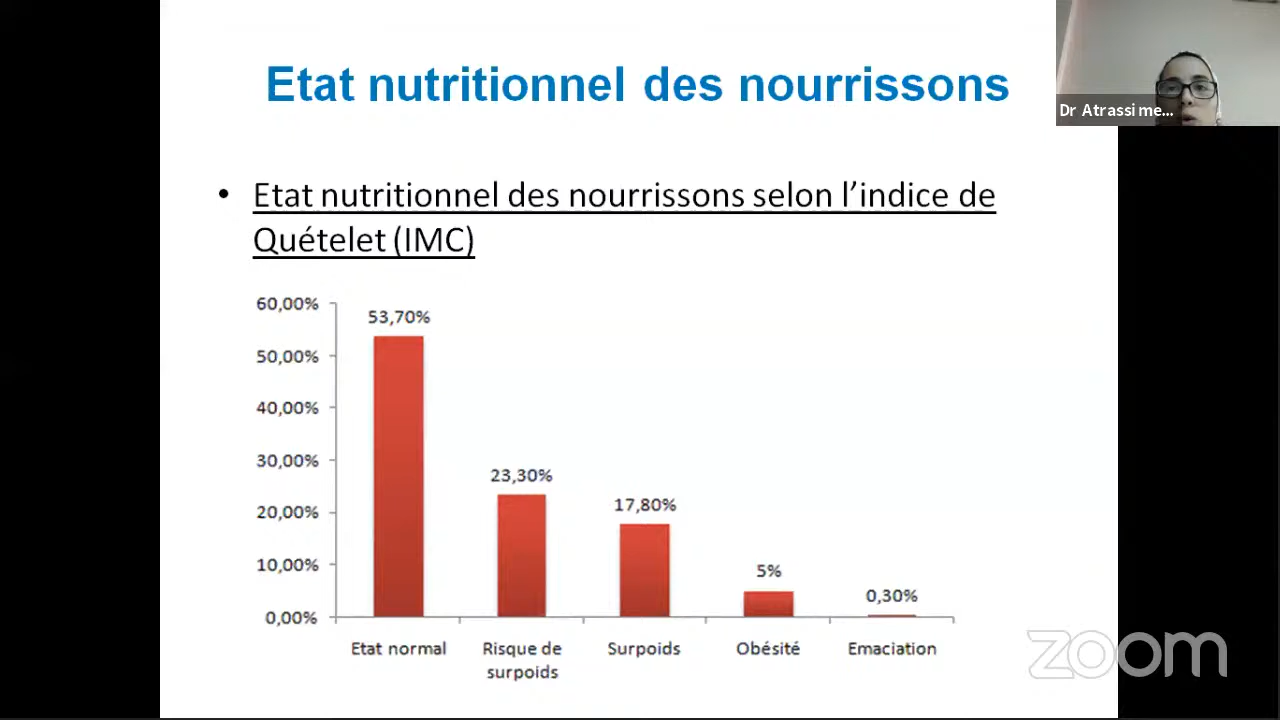 Etat nutritionnel des nourrissons
Dr Atrassi me...
• Etat nutritionnel des nourrissons selon l’indice de
Quételet (IMC)
60,00%
50,00%
40,00%
30,00%
20,00%
10,00%
0,00%
53,70%
23,30%
17,80%
5%
0,30%
Etat normal
Risque de
surpoids
Surpoids
Obésité
Emaciation
zoom